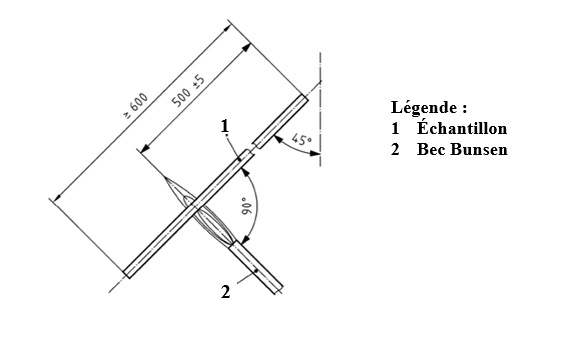 ≥ 600
500 ±5
1
45°
90°
2
Légende :
1 Échantillon
2 Bec Bunsen